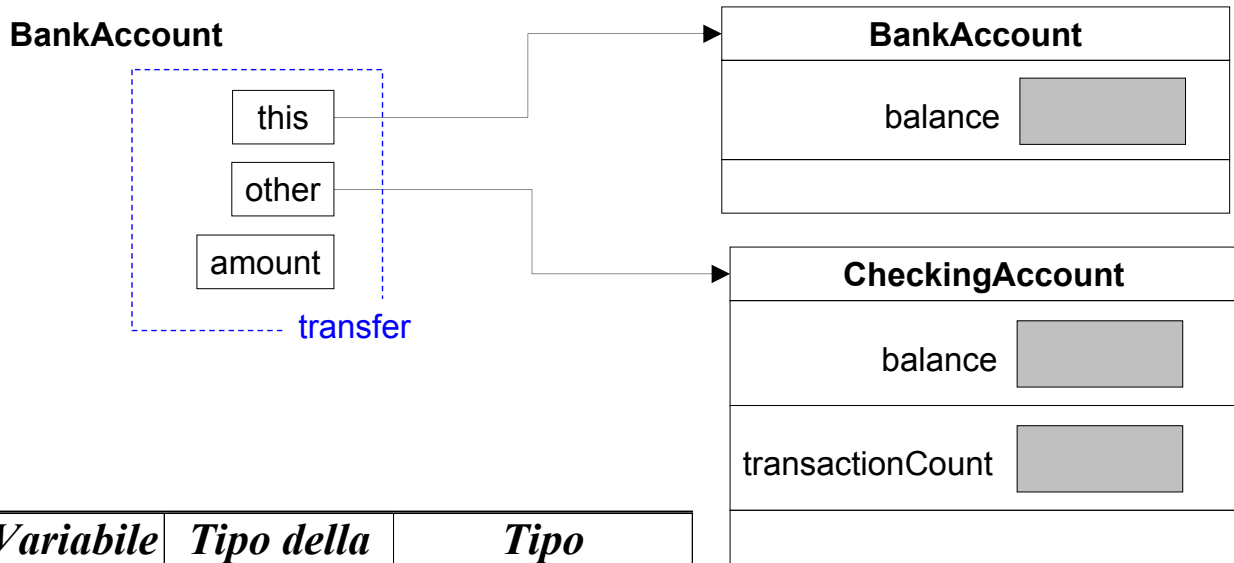 BankAccount
this
other
amount
transfer
BankAccount
balance
CheckingAccount
balance
transactionCount
Variabile Tipo della Tipo